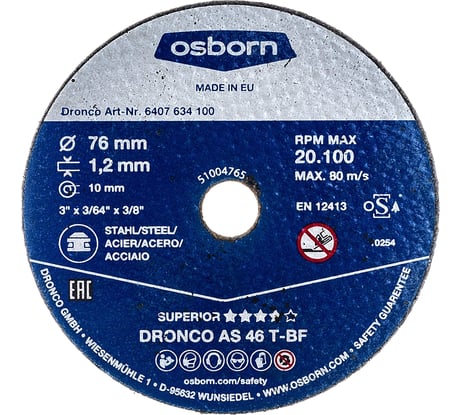 osborn
MADE IN EU
Dronco Art-Nr. 6407 634 100
Ø 76 mm
1,2 mm
10 mm
3" x 3/64" x 3/8"
STAHL/STEEL/
ACIER/ACERO/
ACCIAIO
51004765
RPM MAX
20.100
MAX. 80 m/s
EN 12413
oSa
.0254
EAC
SUPERIOR
DRONCO AS 46 T-BF
osborn.com/safety
DRONCO GMBH • WIESENMÜHLE 1 • D-95632 WUNSIEDEL • WWW.OSBORN.COM • SAFETY GUARENTEE